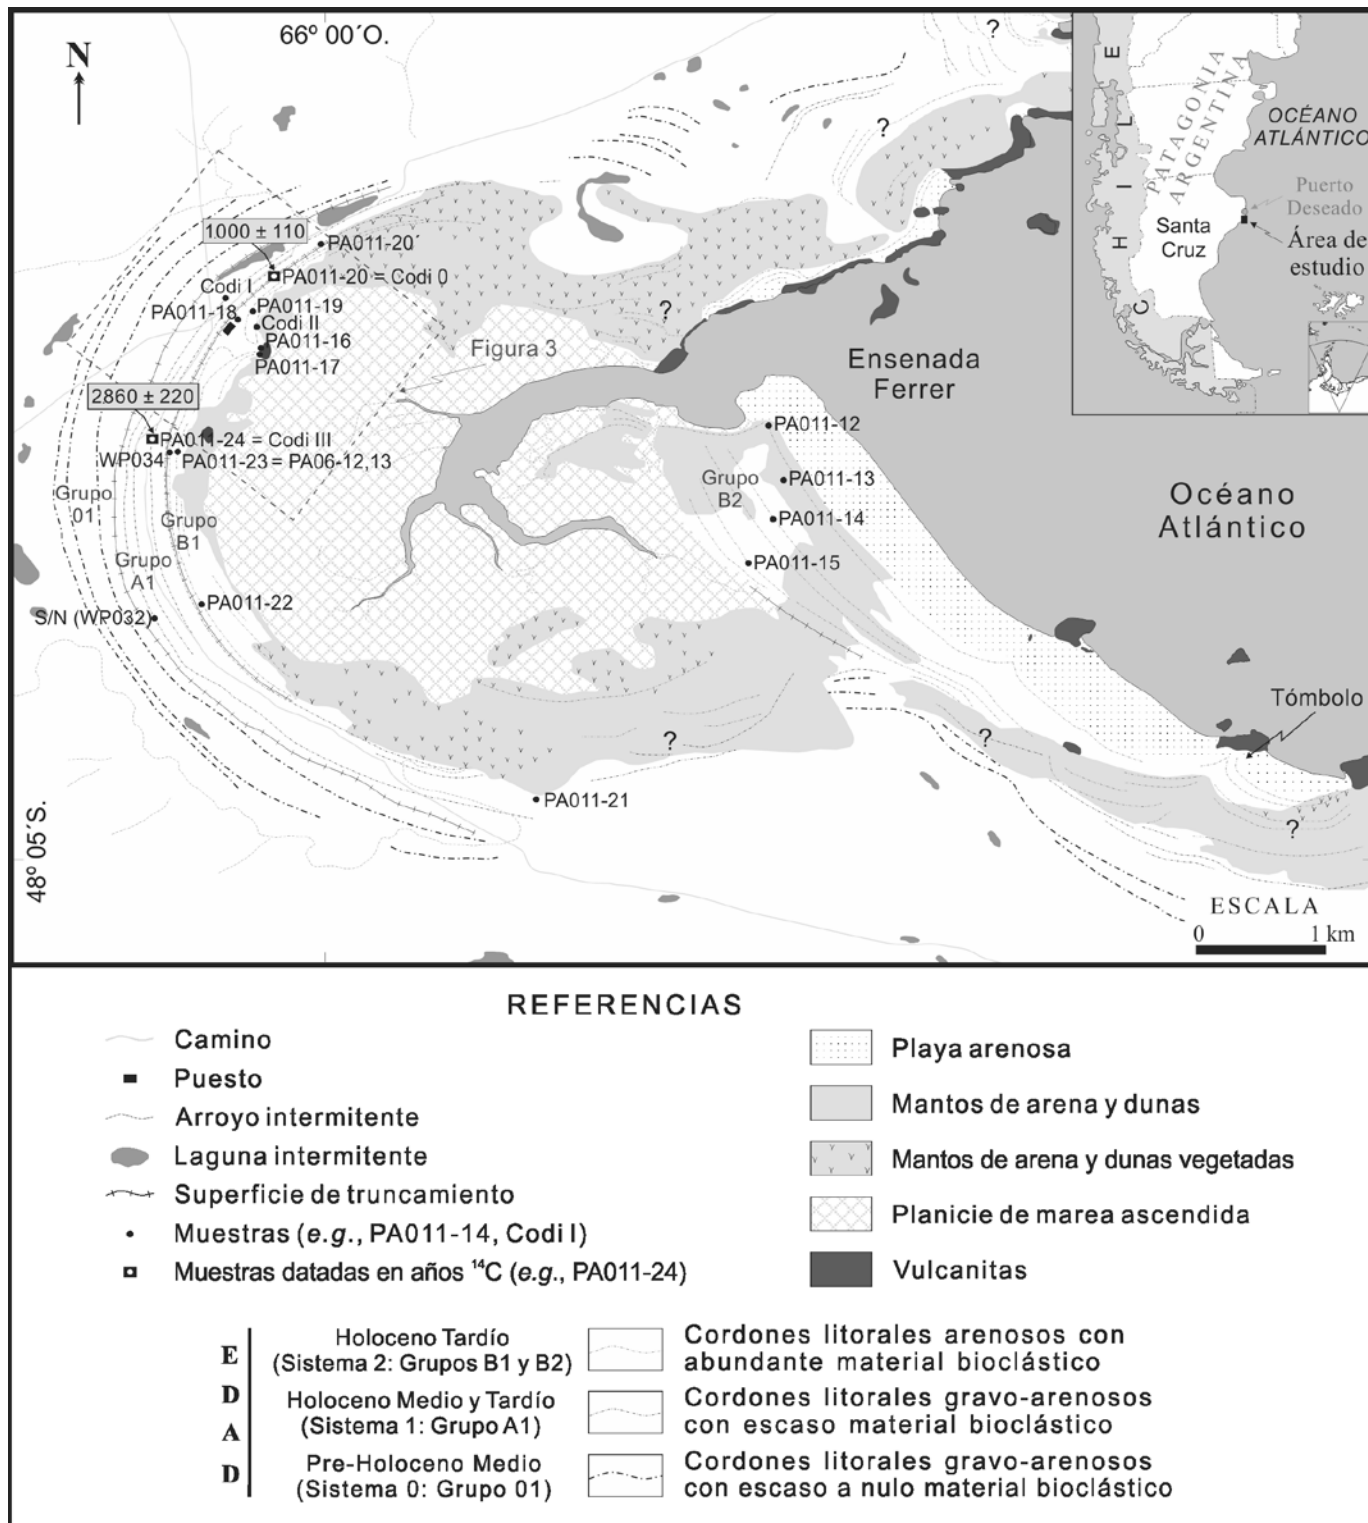 N
66° 00´O.
?
?
E
L
I
H
C
PATAGONIA
ARGENTINA
OCÉANO
ATLÁNTICO
Puerto
Deseado
Santa
Cruz
Área de
estudio
1000 ± 110
PA011-20´
PA011-20 = Codi 0
Codi I
PA011-19
PA011-18
Codi II
PA011-16
PA011-17
?
Figura 3
Ensenada
Ferrer
2860 ± 220
PA011-24 = Codi III
WP034
PA011-23 = PA06-12,13
PA011-12
PA011-13
Grupo
B2
PA011-14
PA011-15
Océano
Atlántico
Grupo
01
Grupo
B1
Grupo
A1
PA011-22
S/N (WP032)
Tómbolo
?
?
?
PA011-21
48° 05´S.
ESCALA
0 1 km
REFERENCIAS
Camino
Puesto
Arroyo intermitente
Laguna intermitente
Superficie de truncamiento
Muestras (e.g., PA011-14, Codi I)
Muestras datadas en años ¹⁴C (e.g., PA011-24)
Playa arenosa
Mantos de arena y dunas
Mantos de arena y dunas vegetadas
Planicie de marea ascendida
Vulcanitas
E
D
A
D
Holoceno Tardío
(Sistema 2: Grupos B1 y B2)
Cordones litorales arenosos con
abundante material bioclástico
Holoceno Medio y Tardío
(Sistema 1: Grupo A1)
Cordones litorales gravo-arenosos
con escaso material bioclástico
Pre-Holoceno Medio
(Sistema 0: Grupo 01)
Cordones litorales gravo-arenosos
con escaso a nulo material bioclástico